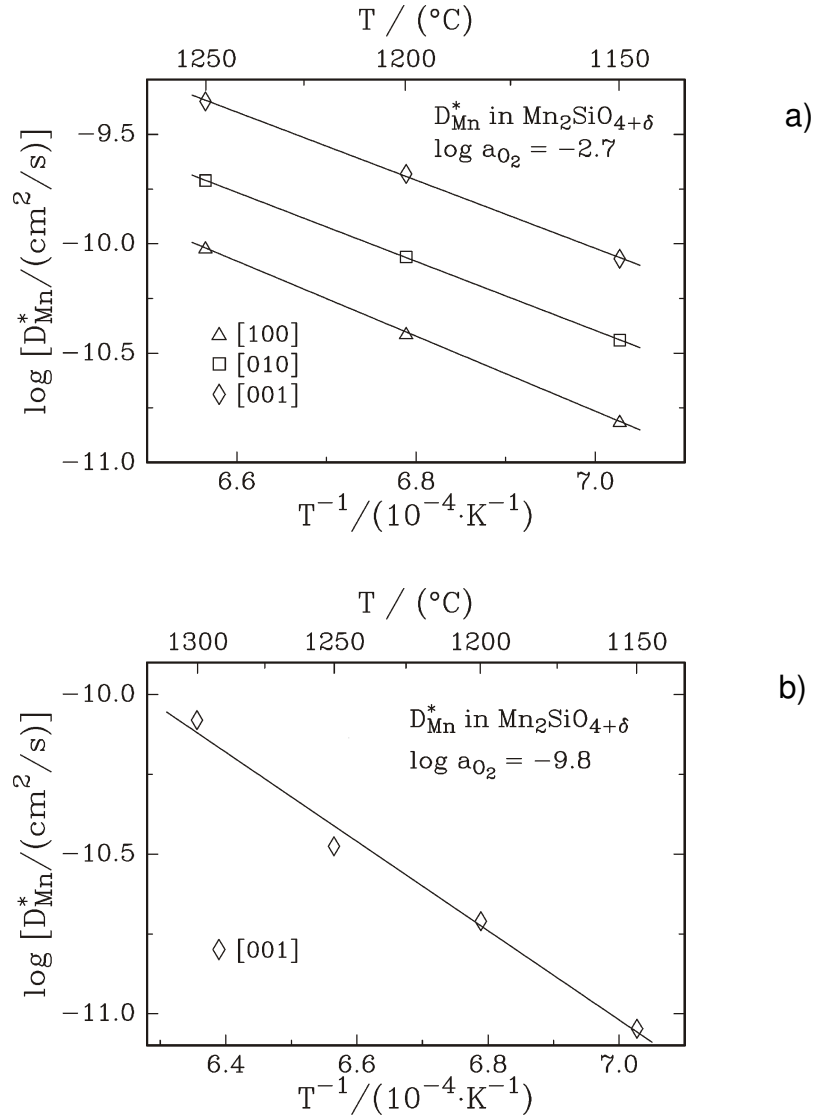 T / (°C)
1250 1200 1150
a)
D*Mn in Mn2SiO4+δ
log aO2 = −2.7
−9.5
−10.0
−10.5
−11.0
log [D*Mn/(cm²/s)]
[100]
[010]
[001]
6.6 6.8 7.0
T⁻¹/(10⁻⁴·K⁻¹)
T / (°C)
1300 1250 1200 1150
b)
D*Mn in Mn2SiO4+δ
log aO2 = −9.8
−10.0
−10.5
−11.0
log [D*Mn/(cm²/s)]
[001]
6.4 6.6 6.8 7.0
T⁻¹/(10⁻⁴·K⁻¹)